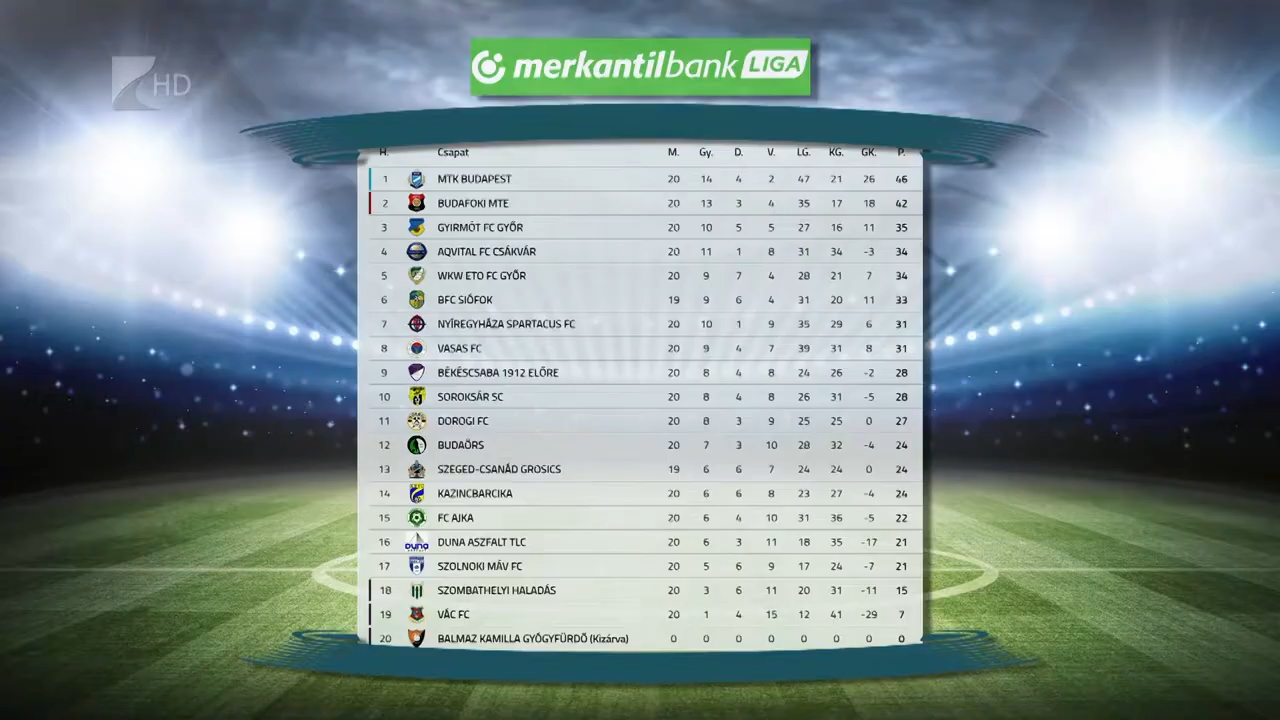 merkantilbank LIGA
HD
H. Csapat M. Gy. D. V. LG. KG. GK. P.
1 MTK BUDAPEST 20 14 4 2 47 21 26 46
2 BUDAFOKI MTE 20 13 3 4 35 17 18 42
3 GYIRMÓT FC GYŐR 20 10 5 5 27 16 11 35
4 AQVITAL FC CSÁKVÁR 20 11 1 8 31 34 -3 34
5 WKW ETO FC GYŐR 20 9 7 4 28 21 7 34
6 BFC SIÓFOK 19 9 6 4 31 20 11 33
7 NYÍREGYHÁZA SPARTACUS FC 20 10 1 9 35 29 6 31
8 VASAS FC 20 9 4 7 39 31 8 31
9 BÉKÉSCSABA 1912 ELŐRE 20 8 4 8 24 26 -2 28
10 SOROKSÁR SC 20 8 4 8 26 31 -5 28
11 DOROGI FC 20 8 3 9 25 25 0 27
12 BUDAÖRS 20 7 3 10 28 32 -4 24
13 SZEGED-CSANÁD GROSICS 19 6 6 7 24 24 0 24
14 KAZINCBARCIKA 20 6 6 8 23 27 -4 24
15 FC AJKA 20 6 4 10 31 36 -5 22
16 DUNA ASZFALT TLC 20 6 3 11 18 35 -17 21
17 SZOLNOKI MÁV FC 20 5 6 9 17 24 -7 21
18 SZOMBATHELYI HALADÁS 20 3 6 11 20 31 -11 15
19 VÁC FC 20 1 4 15 12 41 -29 7
20 BALMAZ KAMILLA GYÓGYFÜRDŐ (Kizárva) 0 0 0 0 0 0 0 0